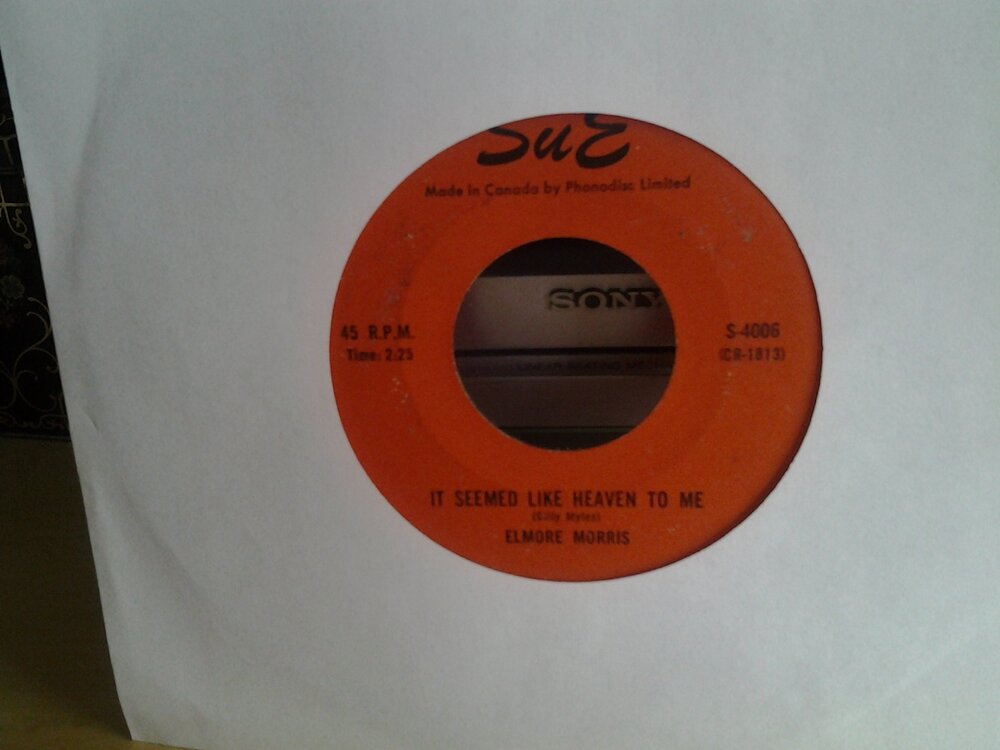 SuE
Made in Canada by Phonodisc Limited
SONY
45 R.P.M.
Time: 2:25
S-4006
(CR-1813)
IT SEEMED LIKE HEAVEN TO ME
(Billy Myles)
ELMORE MORRIS